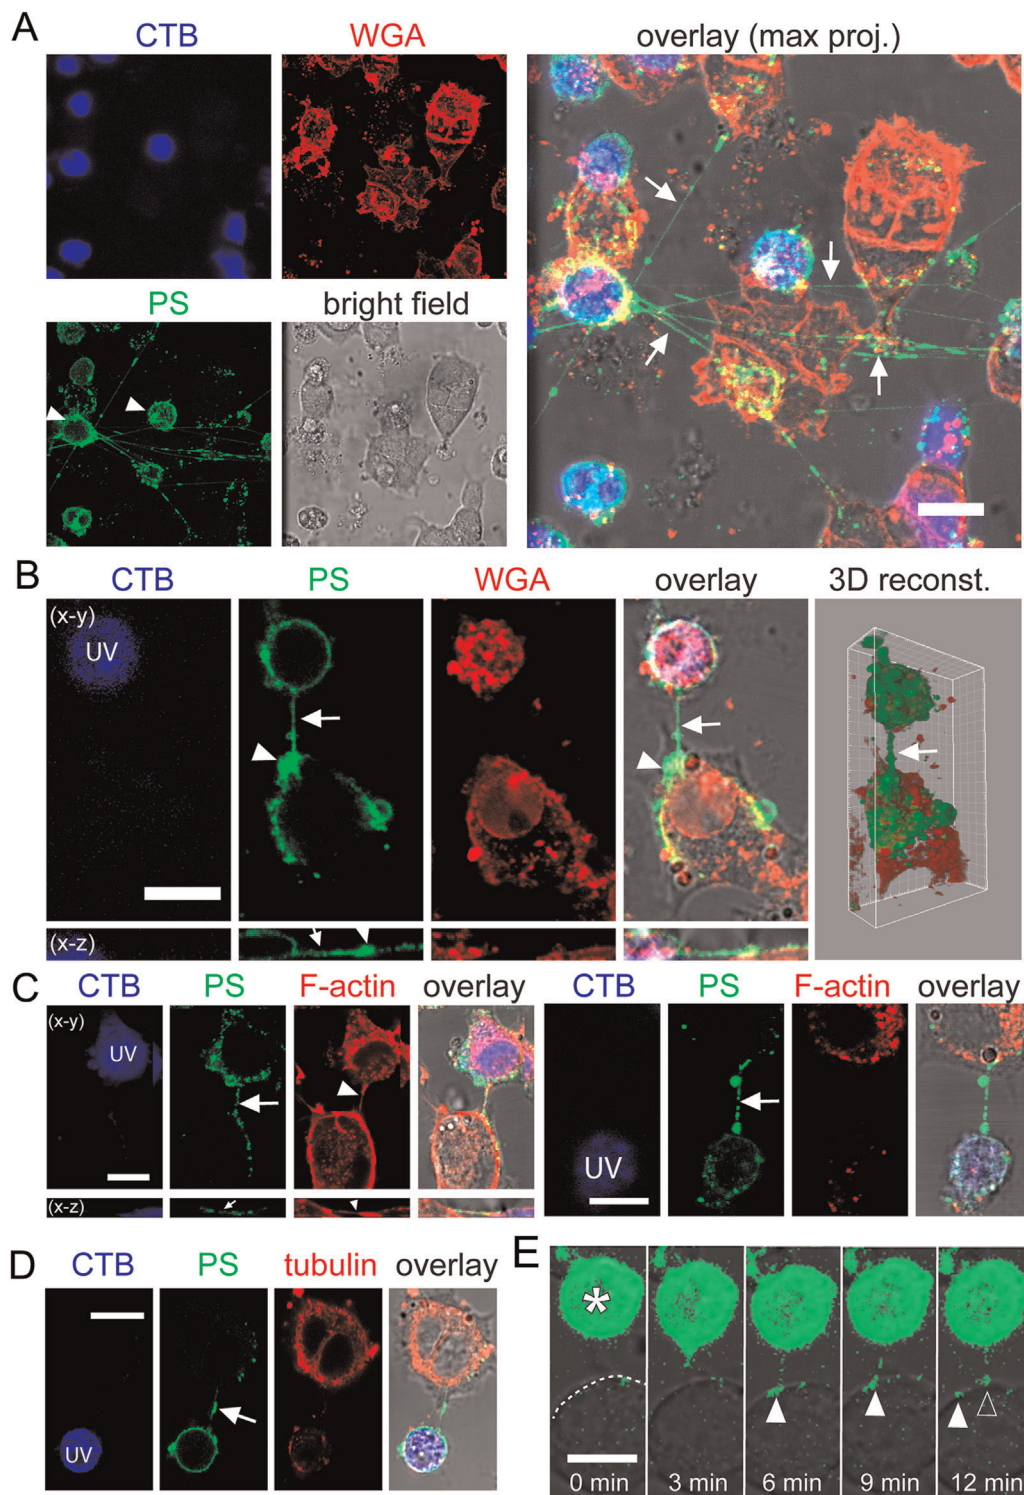 A
CTB WGA overlay (max proj.)
PS bright field
B
CTB PS WGA overlay 3D reconst.
(x-y)
UV
(x-z)
C
CTB PS F-actin overlay CTB PS F-actin overlay
(x-y)
UV
UV
(x-z)
D
CTB PS tubulin overlay
UV
E
*
0 min 3 min 6 min 9 min 12 min